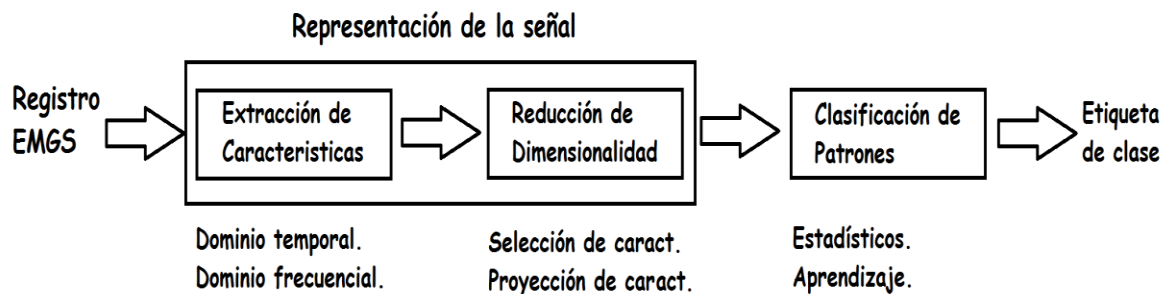 Representación de la señal
Registro
EMGS
Extracción de
Caracteristicas
Reducción de
Dimensionalidad
Clasificación de
Patrones
Etiqueta
de clase
Dominio temporal.
Dominio frecuencial.
Selección de caract.
Proyección de caract.
Estadísticos.
Aprendizaje.